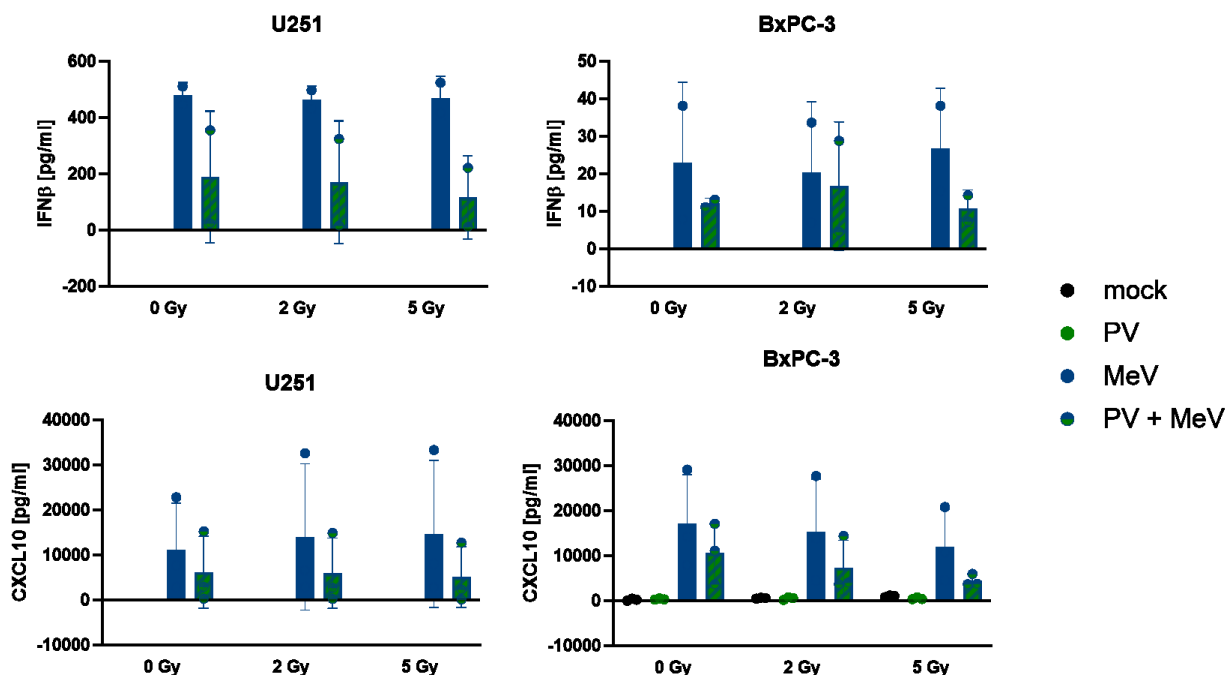 U251
IFNβ [pg/ml]
600
400
200
0
-200
0 Gy 2 Gy 5 Gy
BxPC-3
IFNβ [pg/ml]
50
40
30
20
10
0
-10
0 Gy 2 Gy 5 Gy
mock
PV
MeV
PV + MeV
U251
CXCL10 [pg/ml]
40000
30000
20000
10000
0
-10000
0 Gy 2 Gy 5 Gy
BxPC-3
CXCL10 [pg/ml]
40000
30000
20000
10000
0
-10000
0 Gy 2 Gy 5 Gy